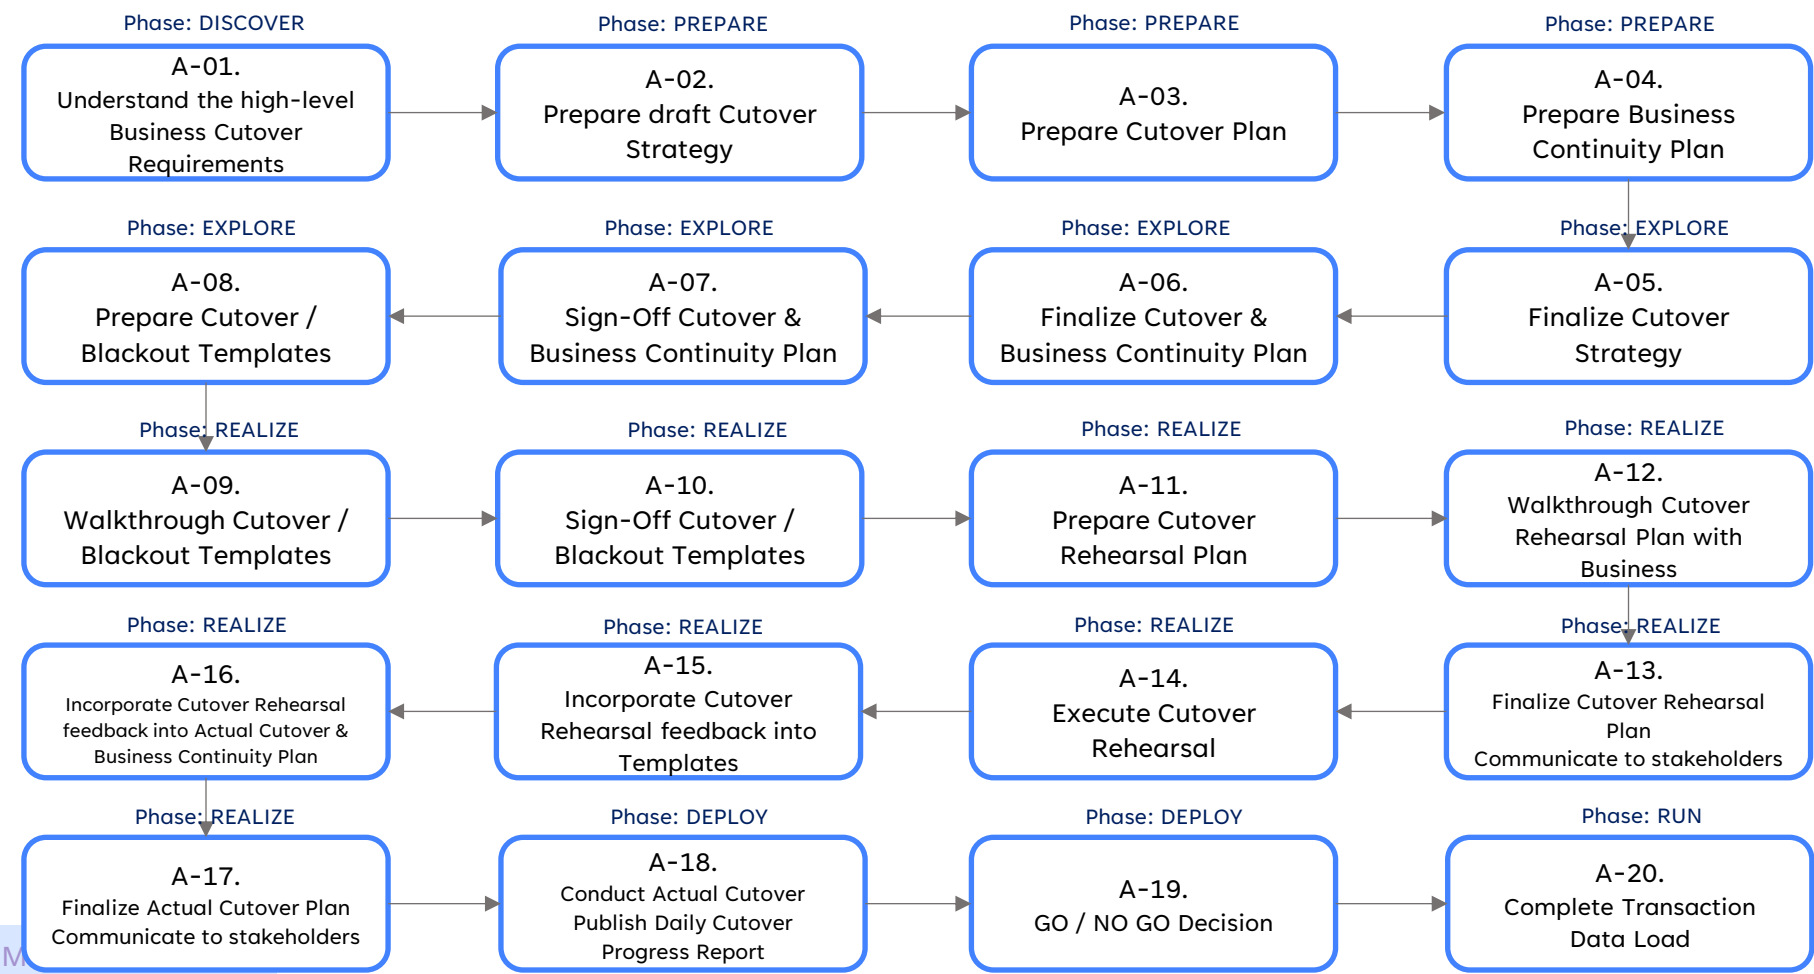 Phase: DISCOVER
A-01.
Understand the high-level
Business Cutover
Requirements
Phase: PREPARE
A-02.
Prepare draft Cutover
Strategy
Phase: PREPARE
A-03.
Prepare Cutover Plan
Phase: PREPARE
A-04.
Prepare Business
Continuity Plan
Phase: EXPLORE
A-05.
Finalize Cutover
Strategy
Phase: EXPLORE
A-06.
Finalize Cutover &
Business Continuity Plan
Phase: EXPLORE
A-07.
Sign-Off Cutover &
Business Continuity Plan
Phase: EXPLORE
A-08.
Prepare Cutover /
Blackout Templates
Phase: REALIZE
A-09.
Walkthrough Cutover /
Blackout Templates
Phase: REALIZE
A-10.
Sign-Off Cutover /
Blackout Templates
Phase: REALIZE
A-11.
Prepare Cutover
Rehearsal Plan
Phase: REALIZE
A-12.
Walkthrough Cutover
Rehearsal Plan with
Business
Phase: REALIZE
A-13.
Finalize Cutover Rehearsal
Plan
Communicate to stakeholders
Phase: REALIZE
A-14.
Execute Cutover
Rehearsal
Phase: REALIZE
A-15.
Incorporate Cutover
Rehearsal feedback into
Templates
Phase: REALIZE
A-16.
Incorporate Cutover Rehearsal
feedback into Actual Cutover &
Business Continuity Plan
Phase: REALIZE
A-17.
Finalize Actual Cutover Plan
Communicate to stakeholders
Phase: DEPLOY
A-18.
Conduct Actual Cutover
Publish Daily Cutover
Progress Report
Phase: DEPLOY
A-19.
GO / NO GO Decision
Phase: RUN
A-20.
Complete Transaction
Data Load